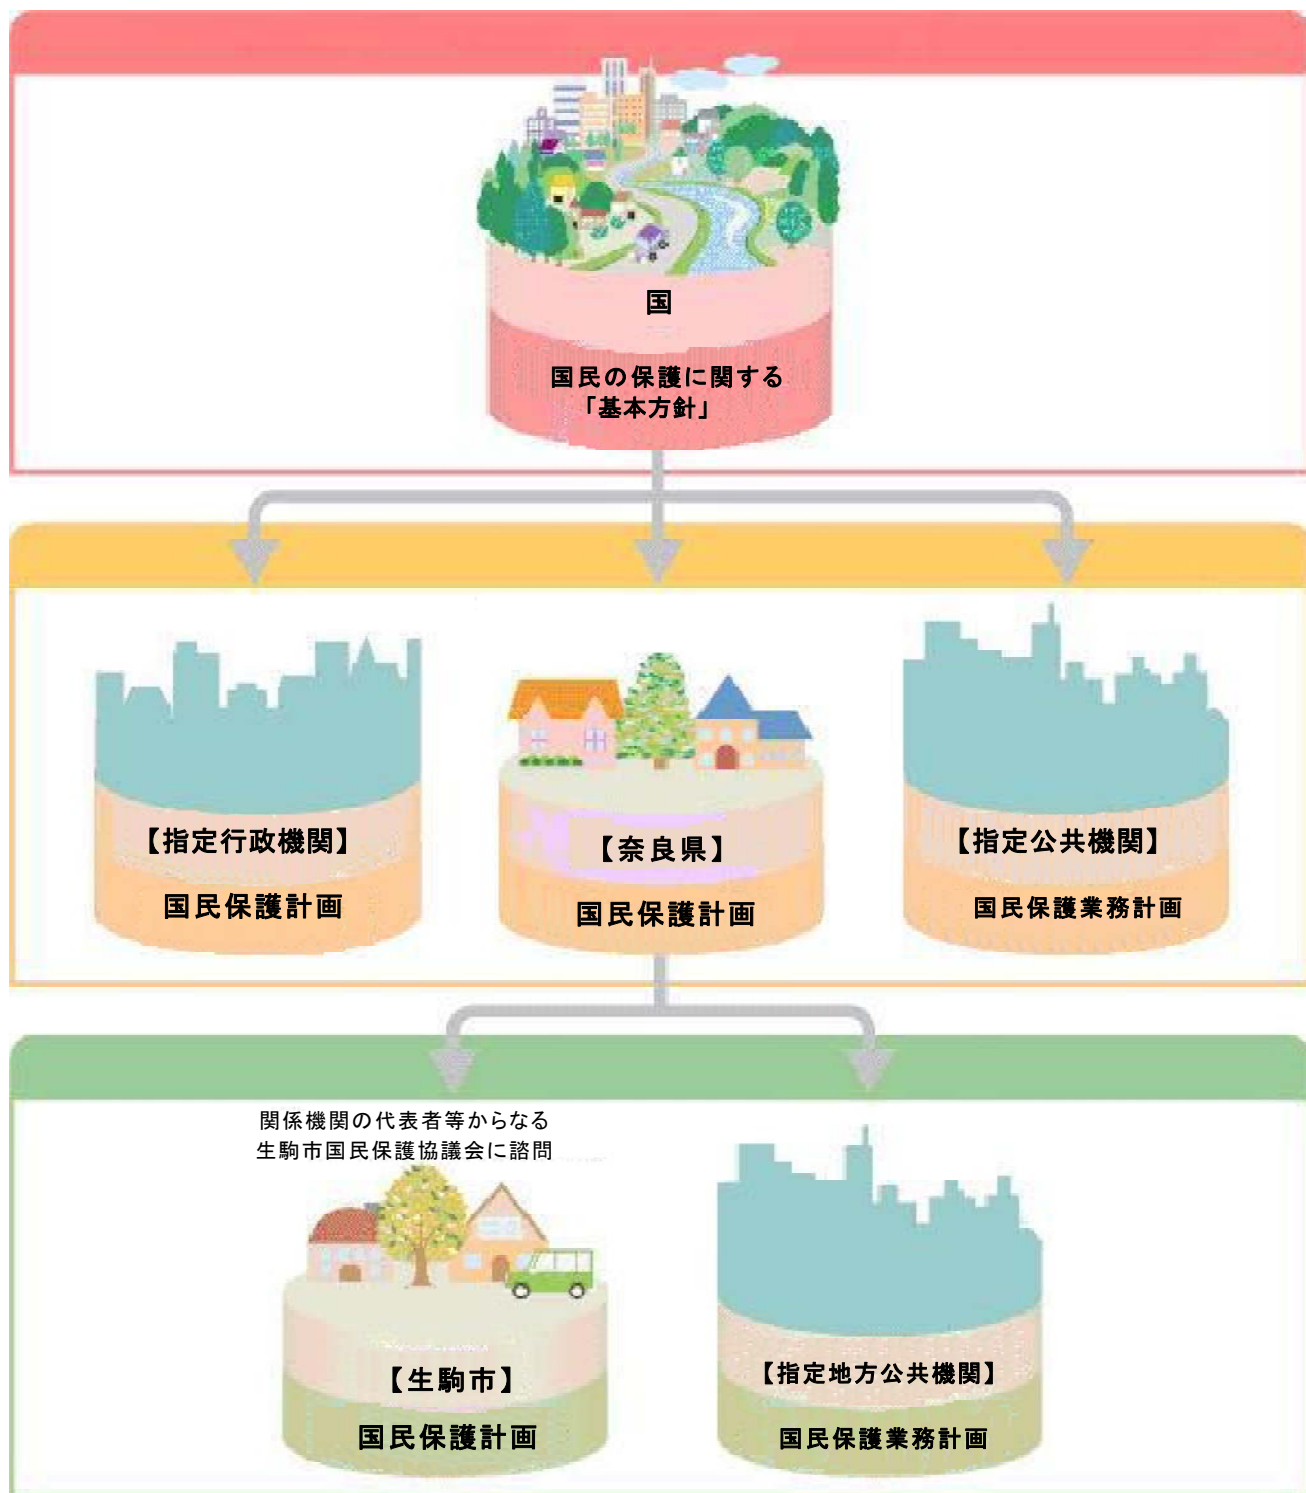 国
国民の保護に関する
「基本方針」
【指定行政機関】
国民保護計画
【奈良県】
国民保護計画
【指定公共機関】
国民保護業務計画
関係機関の代表者等からなる
生駒市国民保護協議会に諮問
【生駒市】
国民保護計画
【指定地方公共機関】
国民保護業務計画